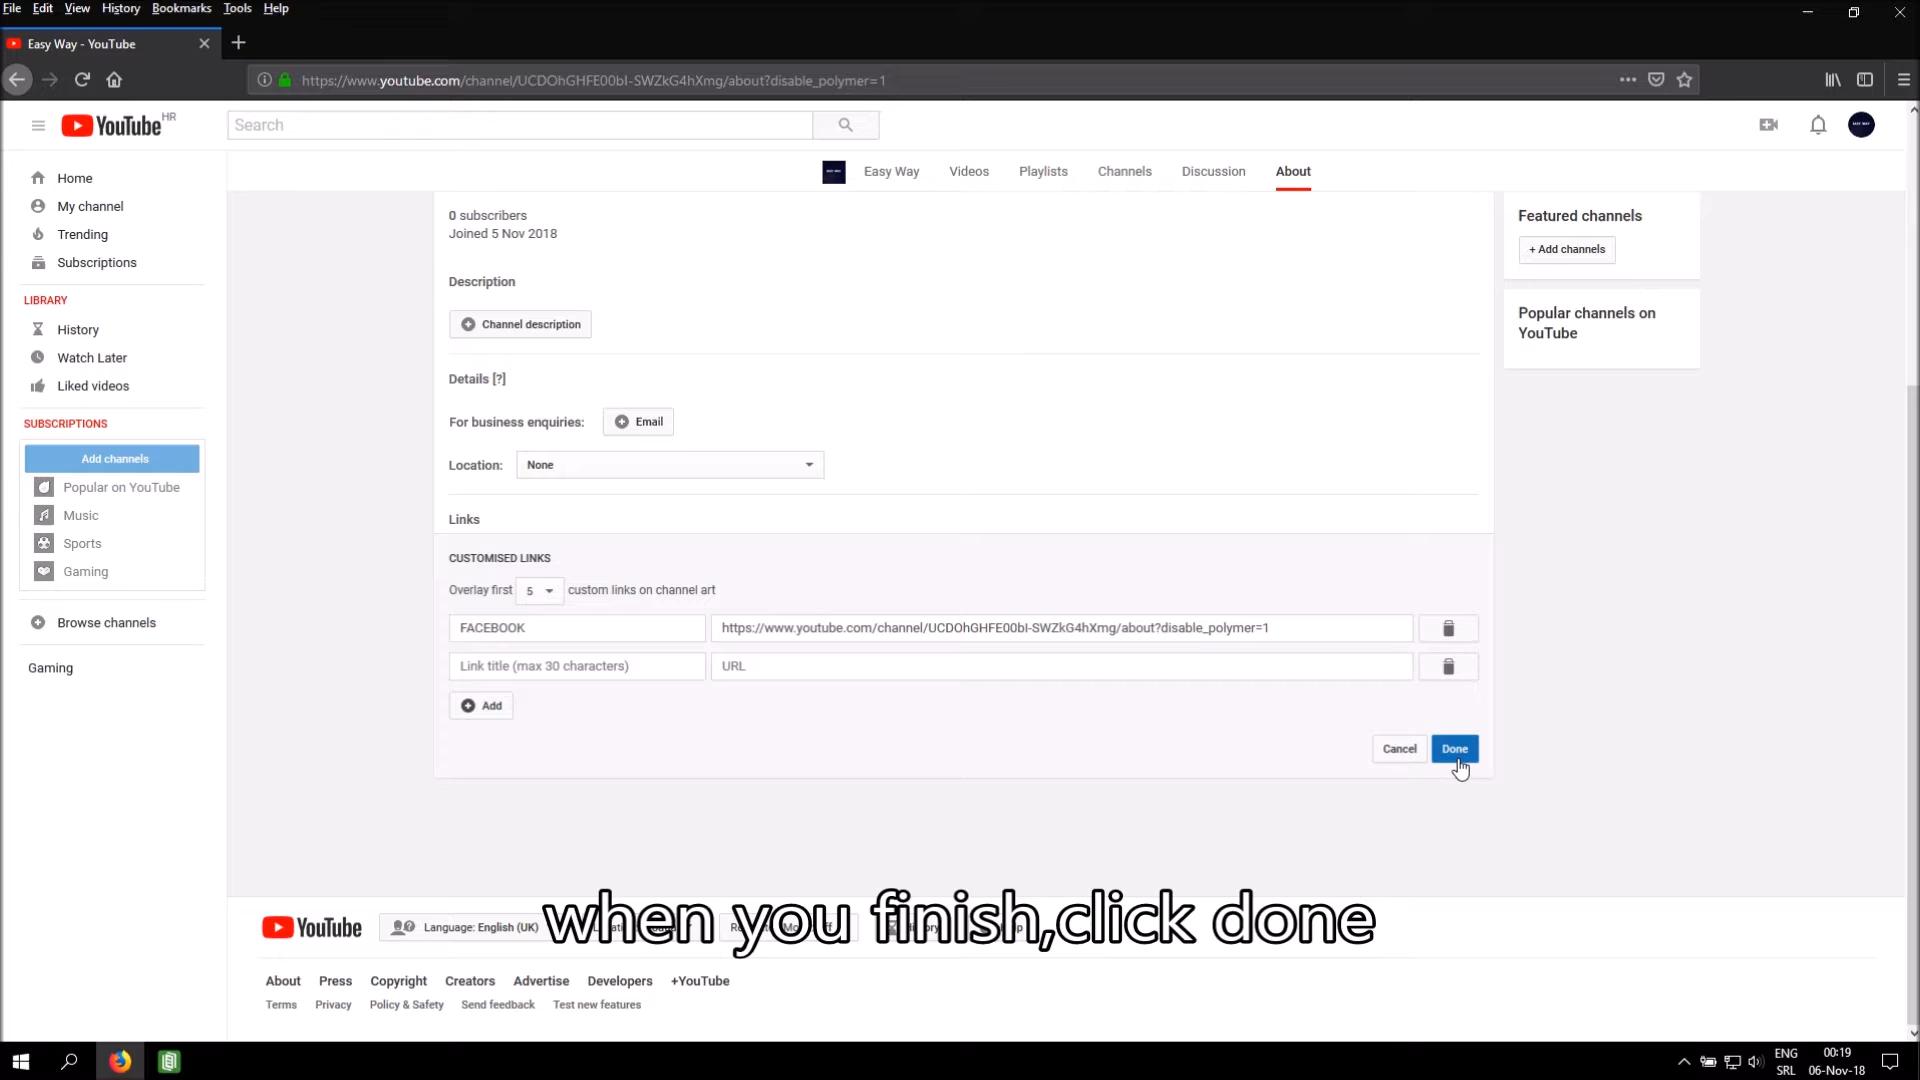 File Edit View History Bookmarks Tools Help
Easy Way - YouTube
https://www.youtube.com/channel/UCDOhGHFE00bI-SWZkG4hXmg/about?disable_polymer=1
YouTube HR
Search
Easy Way Videos Playlists Channels Discussion About
Home
My channel
Trending
Subscriptions
LIBRARY
History
Watch Later
Liked videos
SUBSCRIPTIONS
Add channels
Popular on YouTube
Music
Sports
Gaming
Browse channels
Gaming
0 subscribers
Joined 5 Nov 2018
Description
Channel description
Details [?]
For business enquiries: Email
Location: None
Links
CUSTOMISED LINKS
Overlay first 5 custom links on channel art
FACEBOOK https://www.youtube.com/channel/UCDOhGHFE00bI-SWZkG4hXmg/about?disable_polymer=1
Link title (max 30 characters) URL
Add
Cancel Done
Featured channels
+ Add channels
Popular channels on
YouTube
when you finish,click done
YouTube Language: English (UK)
About Press Copyright Creators Advertise Developers +YouTube
Terms Privacy Policy & Safety Send feedback Test new features
ENG 00:19
SRL 06-Nov-18